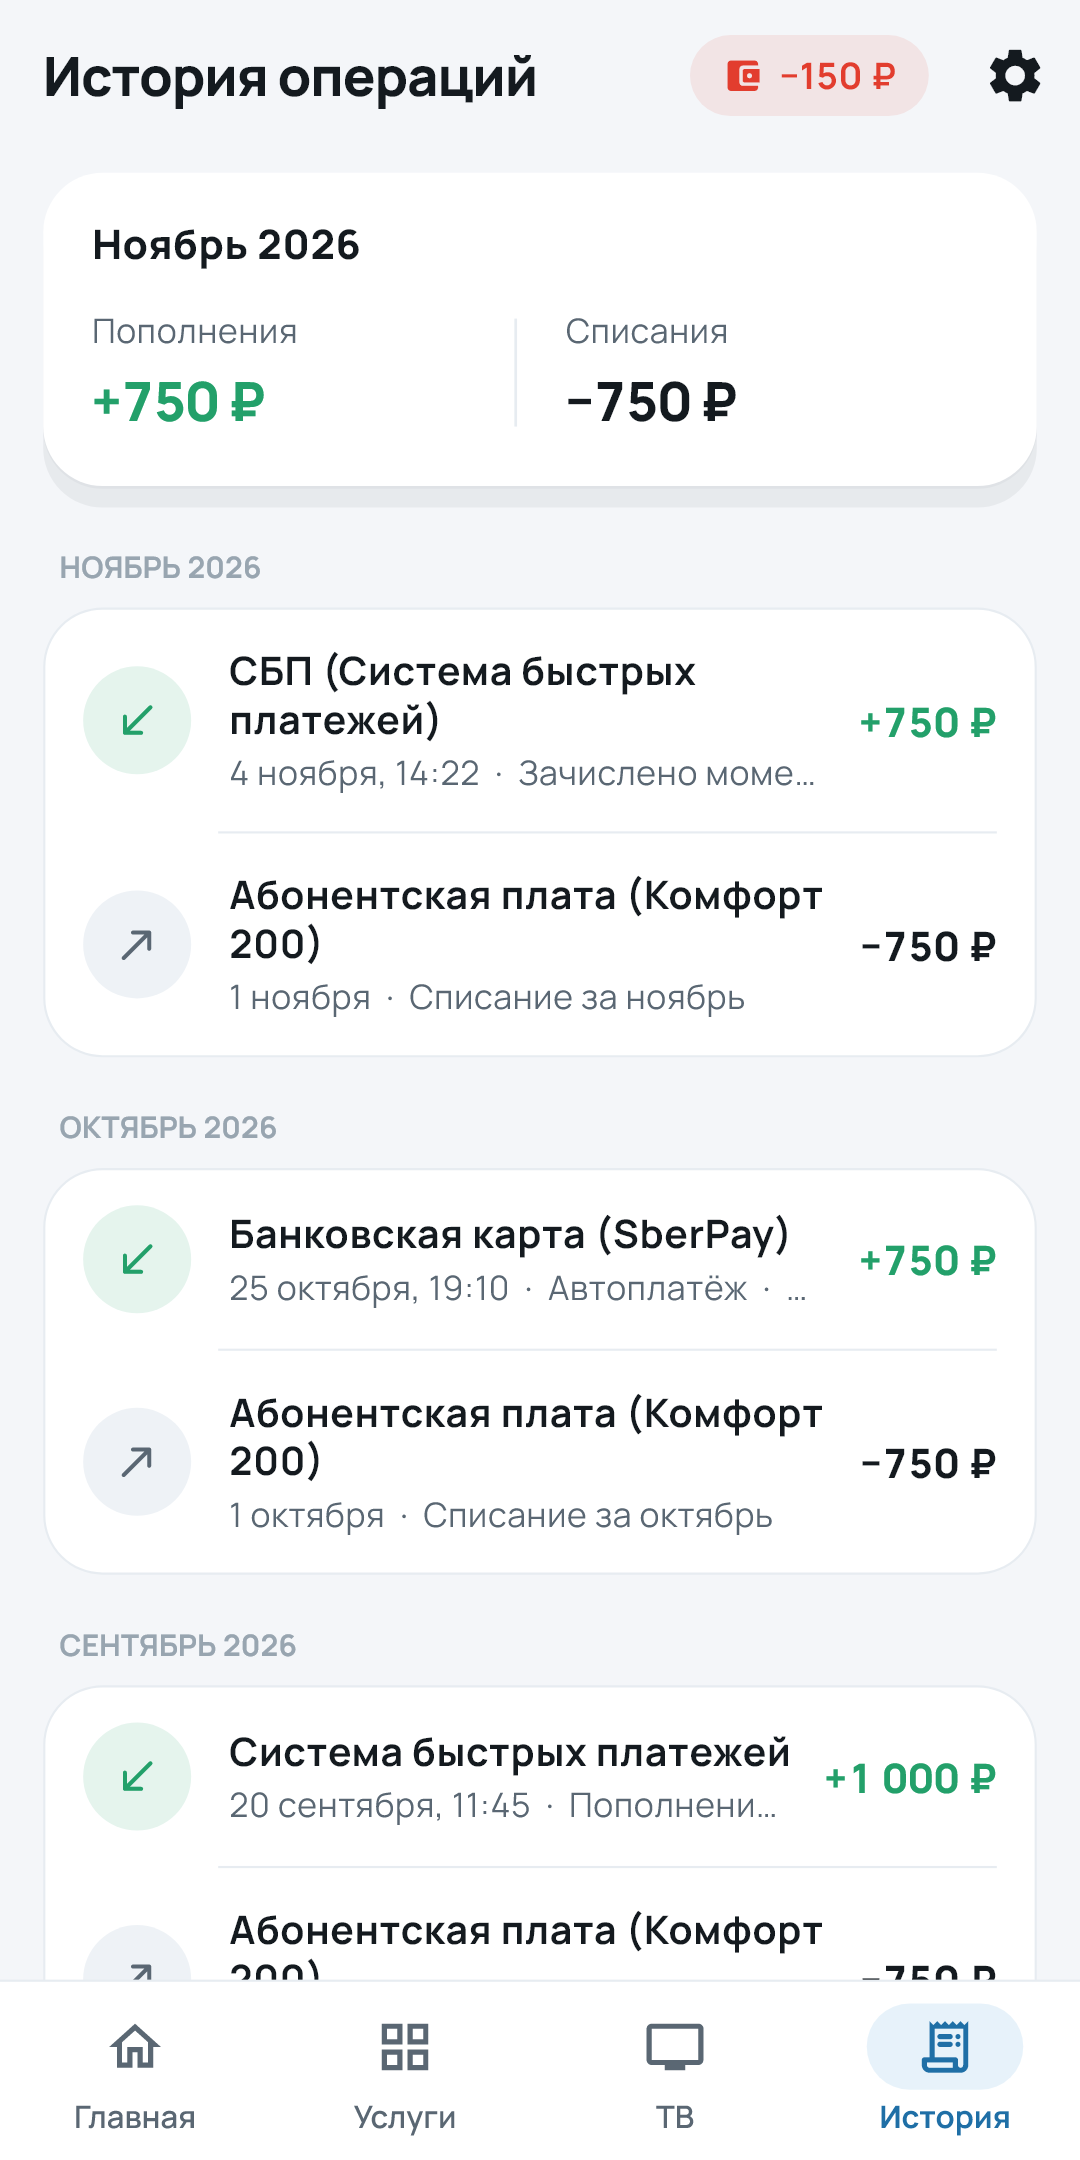 История операций
−150 ₽
Ноябрь 2026
Пополнения
Списания
+750 ₽
−750 ₽
НОЯБРЬ 2026
СБП (Система быстрых
платежей)
+750 ₽
4 ноября, 14:22 · Зачислено моме…
Абонентская плата (Комфорт
200)
−750 ₽
1 ноября · Списание за ноябрь
ОКТЯБРЬ 2026
Банковская карта (SberPay)
+750 ₽
25 октября, 19:10 · Автоплатёж · …
Абонентская плата (Комфорт
200)
−750 ₽
1 октября · Списание за октябрь
СЕНТЯБРЬ 2026
Система быстрых платежей
+1 000 ₽
20 сентября, 11:45 · Пополнени…
Абонентская плата (Комфорт
200)
−750 ₽
Главная
Услуги
ТВ
История